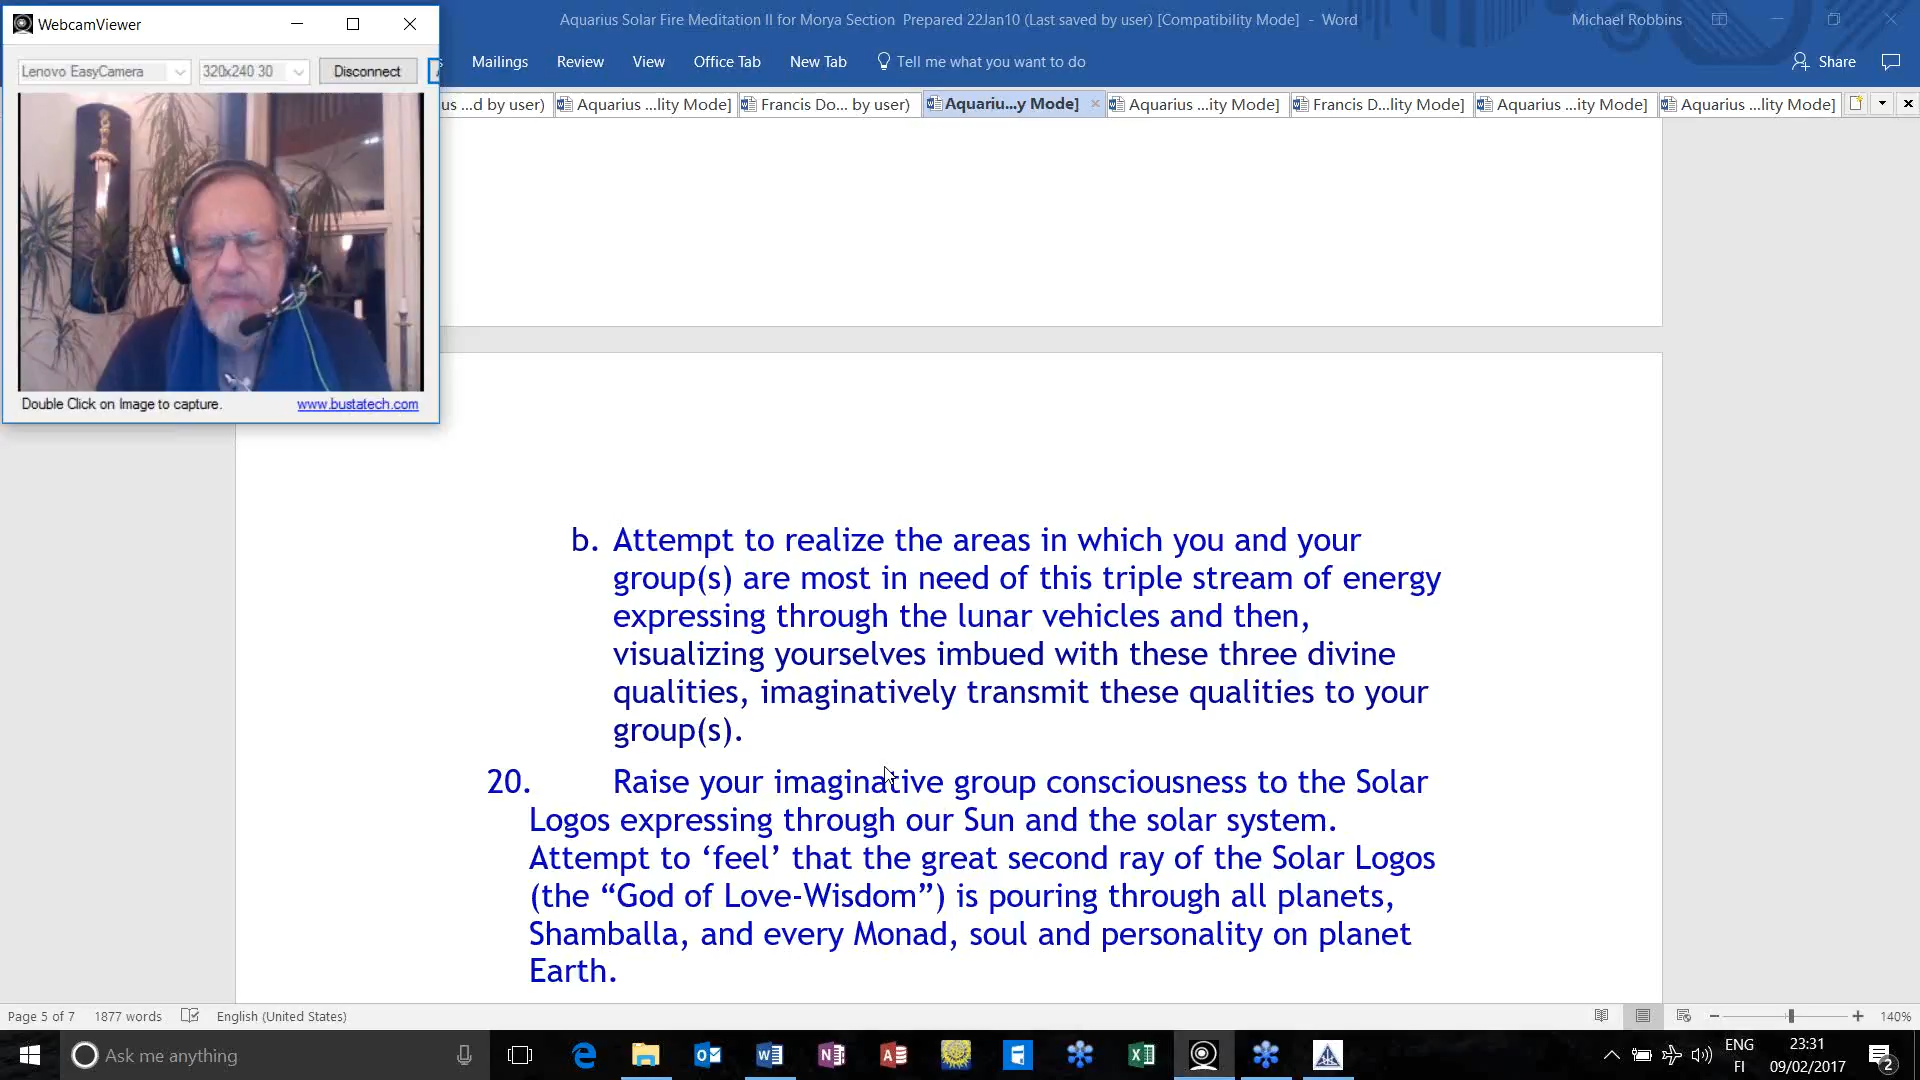 WebcamViewer
Aquarius Solar Fire Meditation II for Morya Section  Prepared 22Jan10 (Last saved by user) [Compatibility Mode]  -  Word
Michael Robbins
Lenovo EasyCamera
320x240 30
Disconnect
Mailings
Review
View
Office Tab
New Tab
Tell me what you want to do
Share
us ...d by user)
Aquarius ...lity Mode]
Francis Do... by user)
Aquariu...y Mode]
Aquarius ...ity Mode]
Francis D...lity Mode]
Aquarius ...ity Mode]
Aquarius ...lity Mode]
Double Click on Image to capture.
www.bustatech.com
b. Attempt to realize the areas in which you and your
group(s) are most in need of this triple stream of energy
expressing through the lunar vehicles and then,
visualizing yourselves imbued with these three divine
qualities, imaginatively transmit these qualities to your
group(s).
20. Raise your imaginative group consciousness to the Solar
Logos expressing through our Sun and the solar system.
Attempt to ‘feel’ that the great second ray of the Solar Logos
(the “God of Love-Wisdom”) is pouring through all planets,
Shamballa, and every Monad, soul and personality on planet
Earth.
Page 5 of 7
1877 words
English (United States)
140%
Ask me anything
ENG
FI
23:31
09/02/2017
2